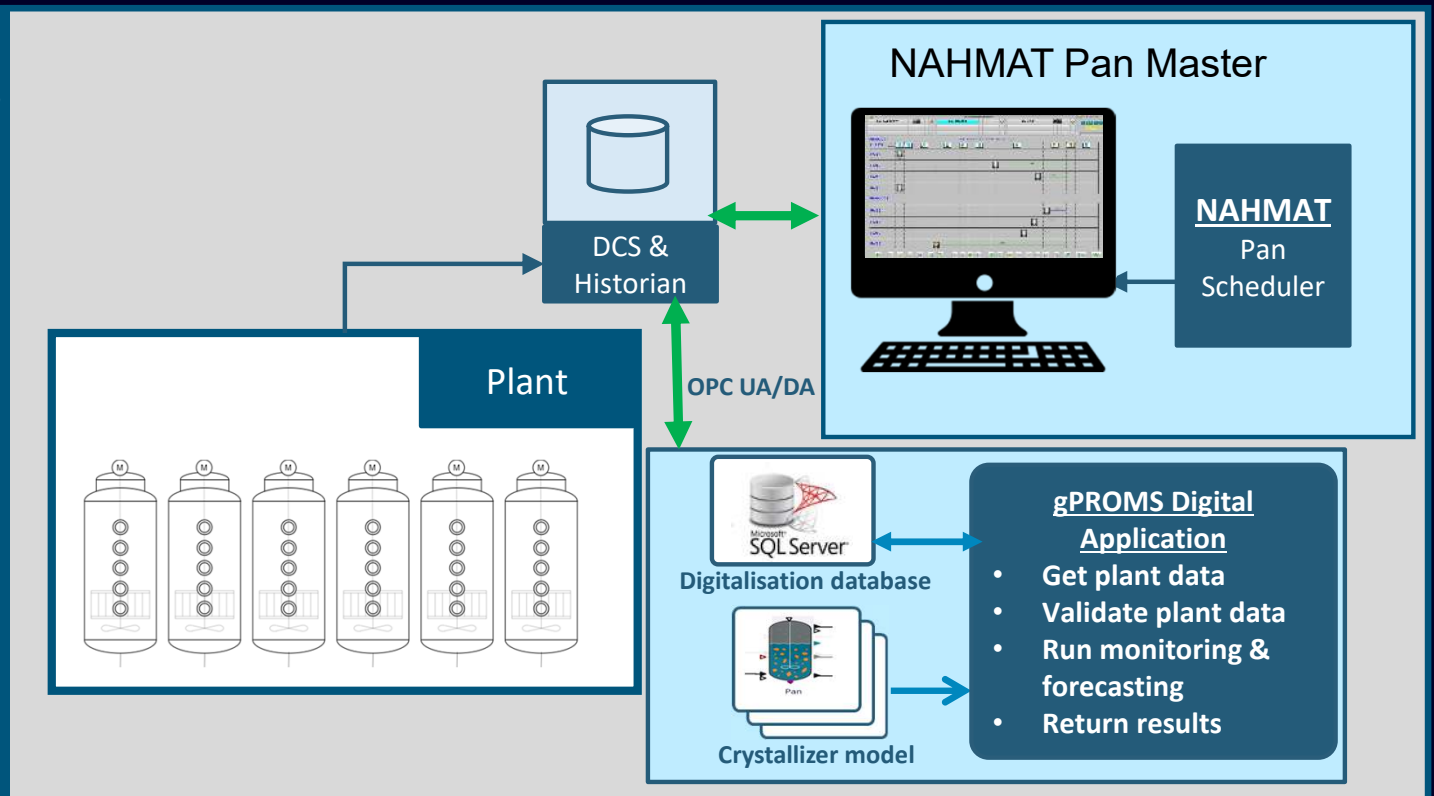 NAHMAT Pan Master
DCS &
Historian
NAHMAT
Pan
Scheduler
Plant
OPC UA/DA
M
M
M
M
M
M
Microsoft
SQL Server
Digitalisation database
Pan
Crystallizer model
gPROMS Digital
Application
• Get plant data
• Validate plant data
• Run monitoring &
forecasting
• Return results